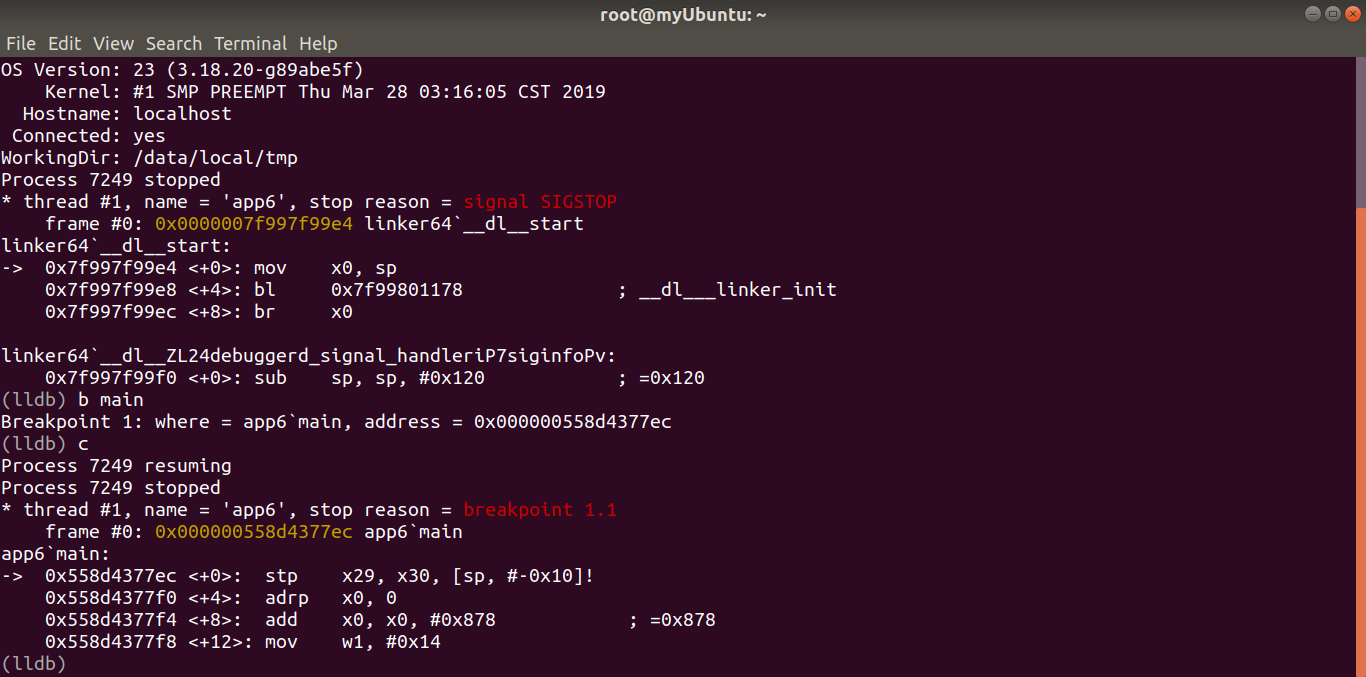 root@myUbuntu: ~
File Edit View Search Terminal Help
OS Version: 23 (3.18.20-g89abe5f)
    Kernel: #1 SMP PREEMPT Thu Mar 28 03:16:05 CST 2019
  Hostname: localhost
 Connected: yes
WorkingDir: /data/local/tmp
Process 7249 stopped
* thread #1, name = 'app6', stop reason = signal SIGSTOP
    frame #0: 0x0000007f997f99e4 linker64`__dl__start
linker64`__dl__start:
->  0x7f997f99e4 <+0>: mov    x0, sp
    0x7f997f99e8 <+4>: bl     0x7f99801178              ; __dl___linker_init
    0x7f997f99ec <+8>: br     x0
linker64`__dl__ZL24debuggerd_signal_handleriP7siginfoPv:
    0x7f997f99f0 <+0>: sub    sp, sp, #0x120            ; =0x120
(lldb) b main
Breakpoint 1: where = app6`main, address = 0x000000558d4377ec
(lldb) c
Process 7249 resuming
Process 7249 stopped
* thread #1, name = 'app6', stop reason = breakpoint 1.1
    frame #0: 0x000000558d4377ec app6`main
app6`main:
->  0x558d4377ec <+0>:  stp    x29, x30, [sp, #-0x10]!
    0x558d4377f0 <+4>:  adrp   x0, 0
    0x558d4377f4 <+8>:  add    x0, x0, #0x878            ; =0x878
    0x558d4377f8 <+12>: mov    w1, #0x14
(lldb)